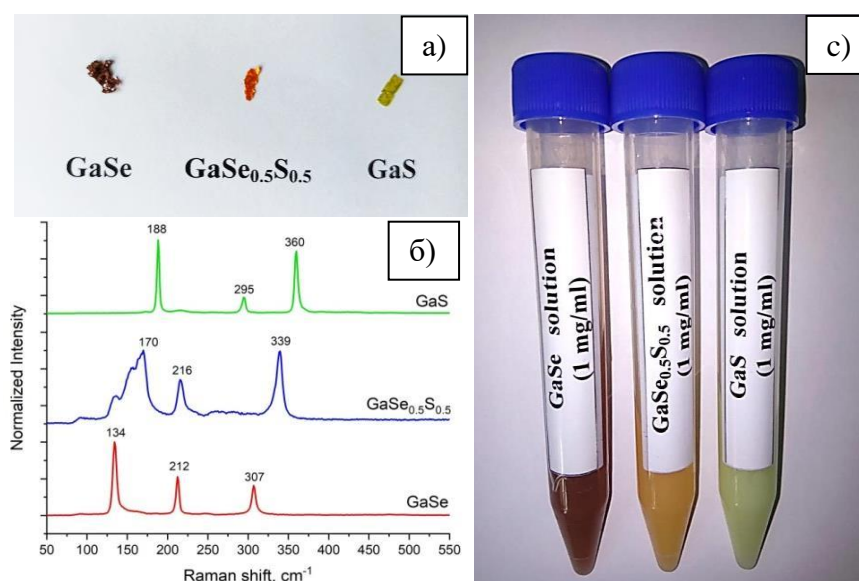 a)
GaSe
GaSe₀.₅S₀.₅
GaS
б)
188
295
360
GaS
170
216
339
GaSe₀.₅S₀.₅
134
212
307
GaSe
50
100
150
200
250
300
350
400
450
500
550
Normalized Intensity
Raman shift, cm⁻¹
c)
GaSe solution
(1 mg/ml)
GaSe₀.₅S₀.₅ solution
(1 mg/ml)
GaS solution
(1 mg/ml)